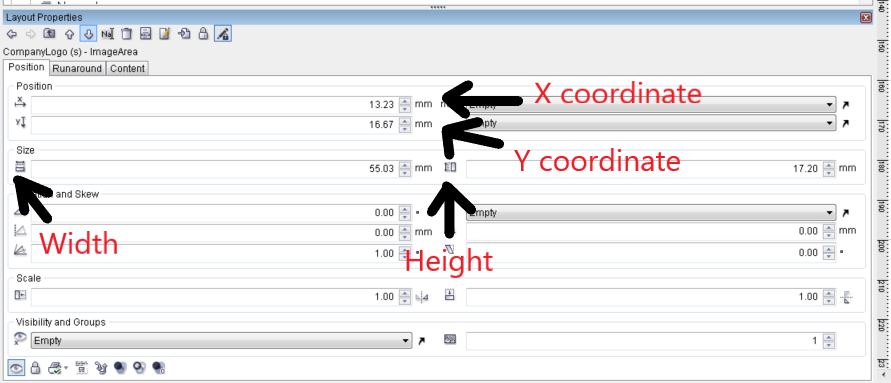 Layout Properties
CompanyLogo (s) - ImageArea
Position Runaround Content
Position
X 13.23 mm Empty X coordinate
Y 16.67 mm Empty Y coordinate
Size
55.03 mm 17.20 mm
and Skew
0.00 ° Empty
0.00 mm 0.00 mm
1.00 ° 0.00 °
Width
Height
Scale
1.00 1.00
Visibility and Groups
Empty 1